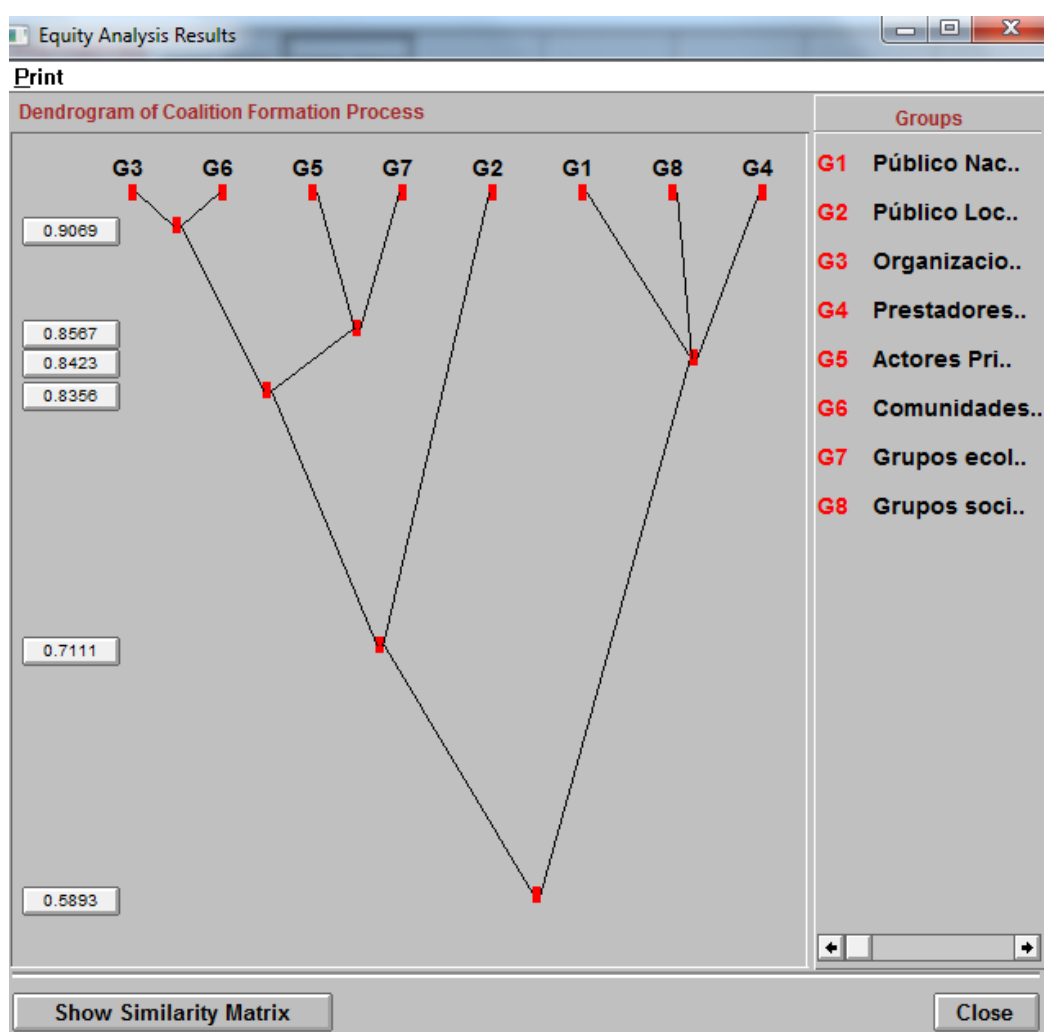 Equity Analysis Results
Print
Dendrogram of Coalition Formation Process
G3 G6 G5 G7 G2 G1 G8 G4
0.9069
0.8567
0.8423
0.8356
0.7111
0.5893
Groups
G1 Público Nac..
G2 Público Loc..
G3 Organizacio..
G4 Prestadores..
G5 Actores Pri..
G6 Comunidades..
G7 Grupos ecol..
G8 Grupos soci..
Show Similarity Matrix
Close